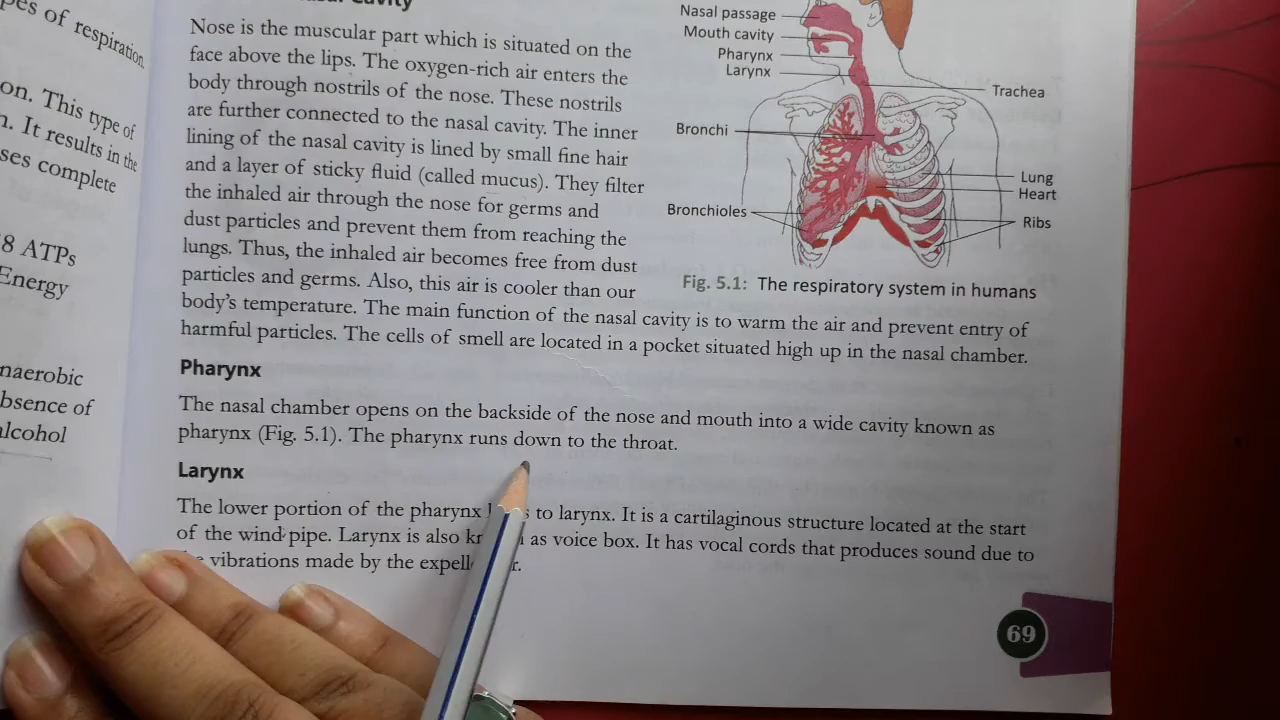 pes of respiration.
on. This type of
n. It results in the
ses complete
8 ATPs
Energy
naerobic
bsence of
alcohol
Cavity
Nose is the muscular part which is situated on the
face above the lips. The oxygen-rich air enters the
body through nostrils of the nose. These nostrils
are further connected to the nasal cavity. The inner
lining of the nasal cavity is lined by small fine hair
and a layer of sticky fluid (called mucus). They filter
the inhaled air through the nose for germs and
dust particles and prevent them from reaching the
lungs. Thus, the inhaled air becomes free from dust
particles and germs. Also, this air is cooler than our
body's temperature. The main function of the nasal cavity is to warm the air and prevent entry of
harmful particles. The cells of smell are located in a pocket situated high up in the nasal chamber.
Nasal passage
Mouth cavity
Pharynx
Larynx
Trachea
Bronchi
Lung
Heart
Bronchioles
Ribs
Fig. 5.1: The respiratory system in humans
Pharynx
The nasal chamber opens on the backside of the nose and mouth into a wide cavity known as
pharynx (Fig. 5.1). The pharynx runs down to the throat.
Larynx
The lower portion of the pharynx to larynx. It is a cartilaginous structure located at the start
of the wind pipe. Larynx is also as voice box. It has vocal cords that produces sound due to
vibrations made by the
69